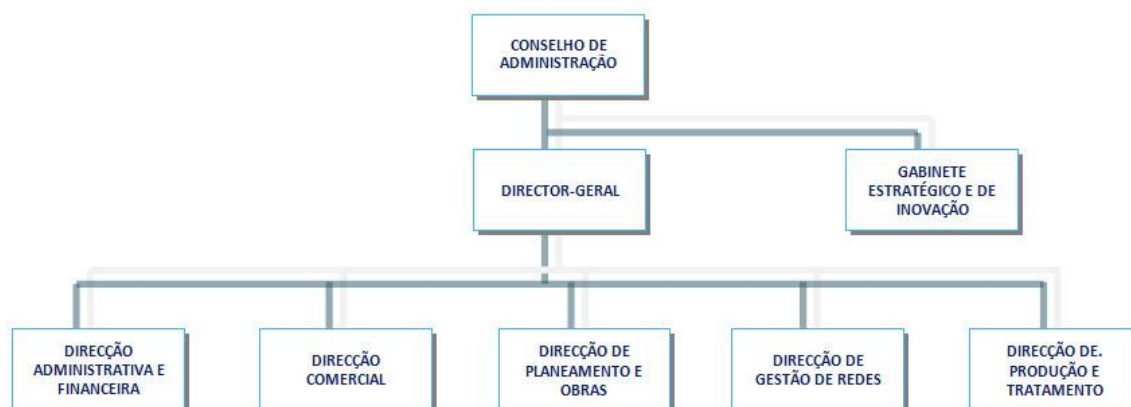 CONSELHO DE
ADMINISTRAÇÃO
DIRECTOR-GERAL
GABINETE
ESTRATÉGICO E DE
INOVAÇÃO
DIRECÇÃO
ADMINISTRATIVA E
FINANCEIRA
DIRECÇÃO
COMERCIAL
DIRECÇÃO DE
PLANEAMENTO E
OBRAS
DIRECÇÃO DE
GESTÃO DE REDES
DIRECÇÃO DE.
PRODUÇÃO E
TRATAMENTO